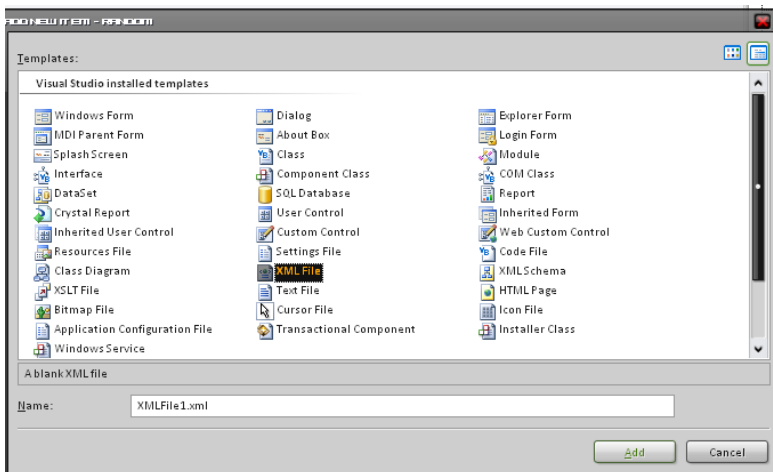 ADD NEW ITEM - RANDOM
Templates:
Visual Studio installed templates
Windows Form Dialog Explorer Form
MDI Parent Form About Box Login Form
Splash Screen Class Module
Interface Component Class COM Class
DataSet SQL Database Report
Crystal Report User Control Inherited Form
Inherited User Control Custom Control Web Custom Control
Resources File Settings File Code File
Class Diagram XML File XML Schema
XSLT File Text File HTML Page
Bitmap File Cursor File Icon File
Application Configuration File Transactional Component Installer Class
Windows Service
A blank XML file
Name: XMLFile1.xml
Add Cancel